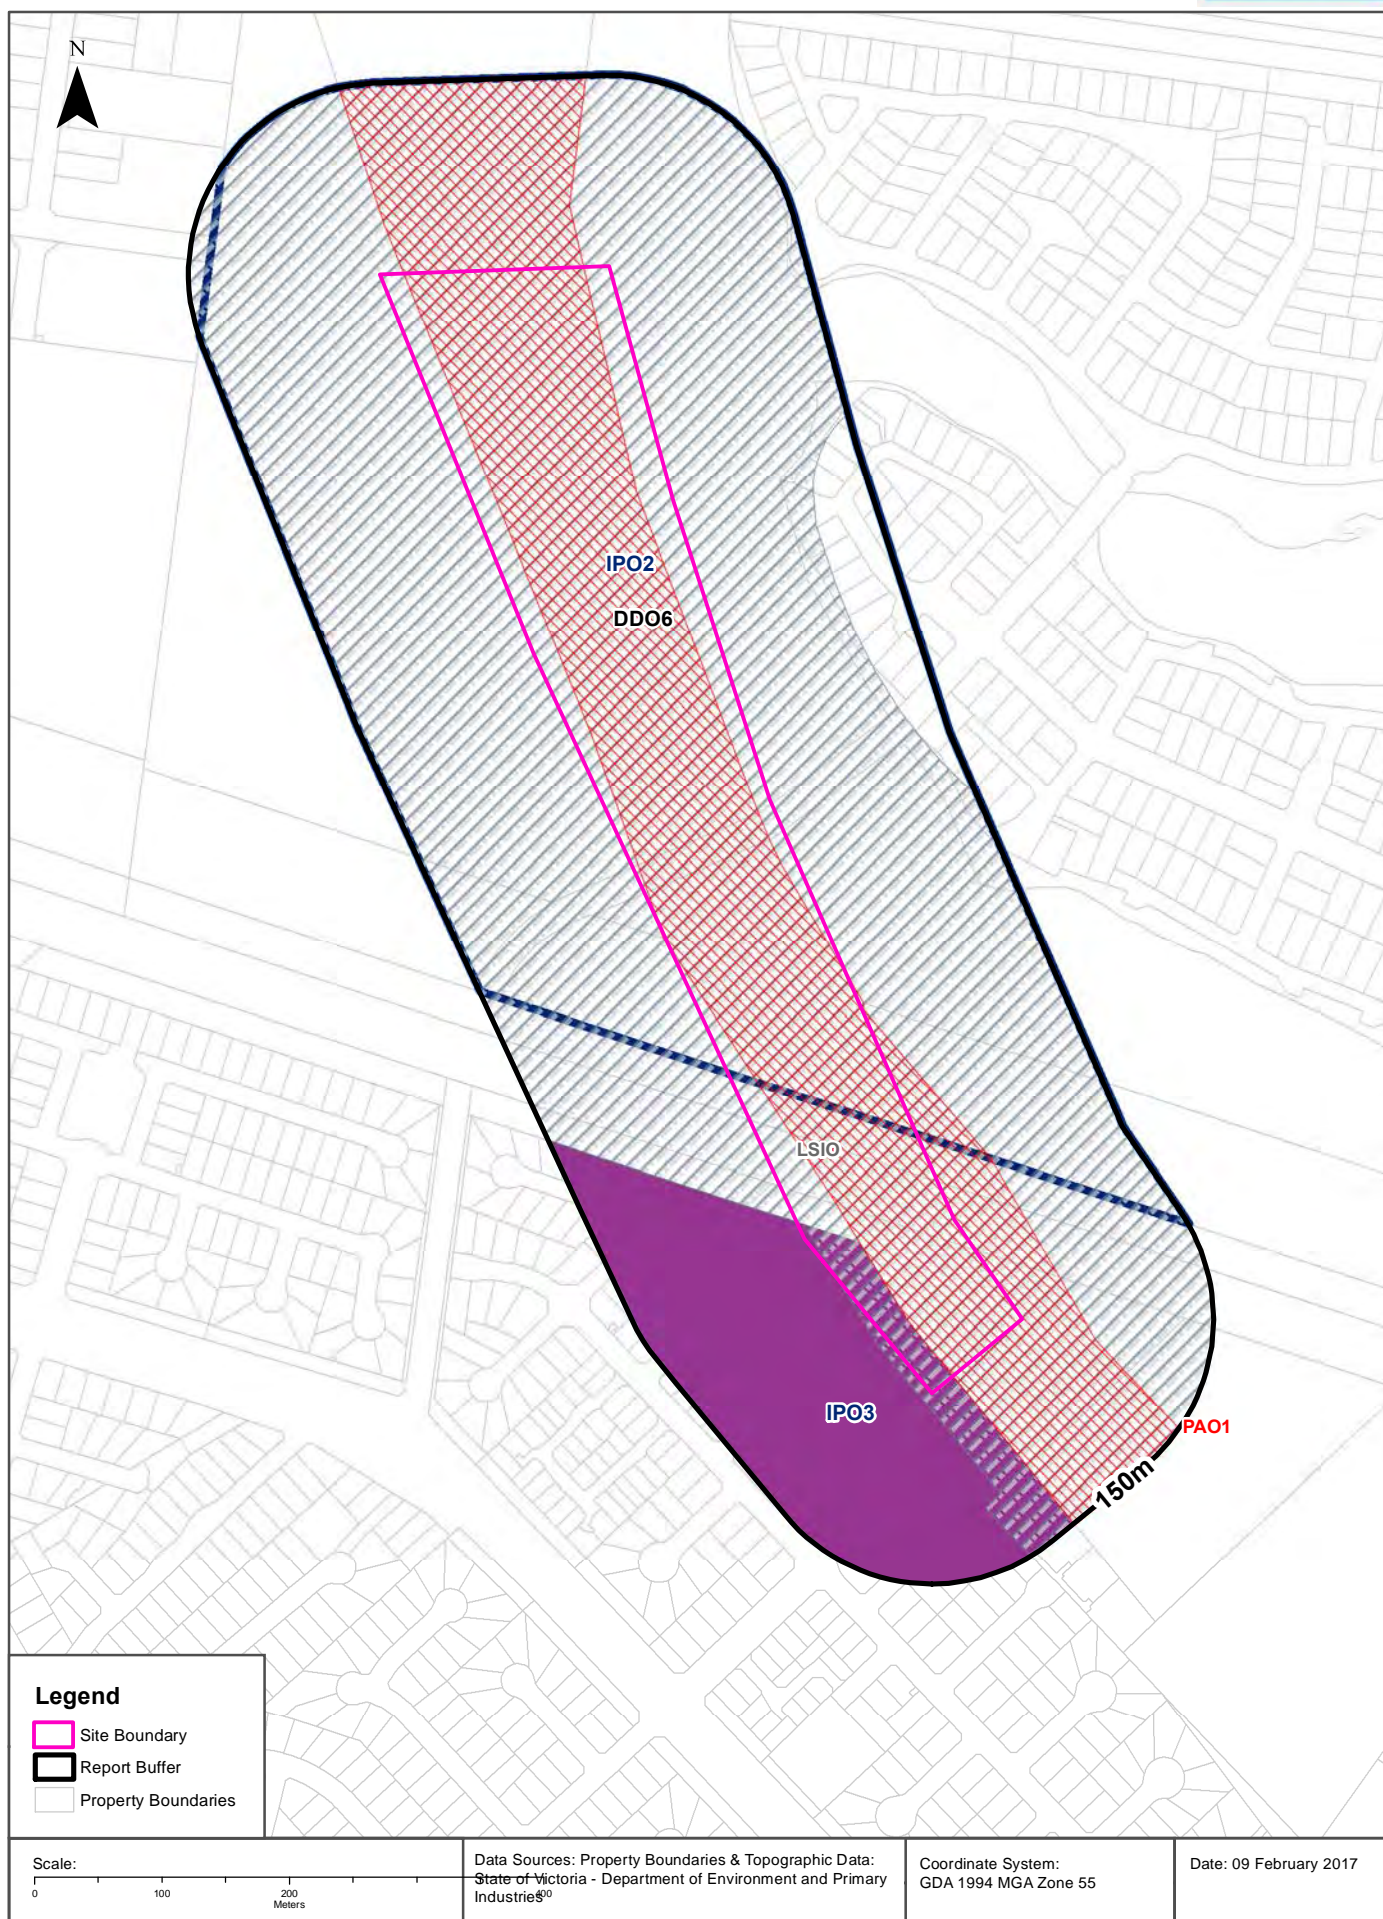 N
IPO2
DDO6
LSIO
IPO3
PAO1
150m
Legend
Site Boundary
Report Buffer
Property Boundaries
Scale:
0 100 200 400
Meters
Data Sources: Property Boundaries & Topographic Data:
State of Victoria - Department of Environment and Primary
Industries
Coordinate System:
GDA 1994 MGA Zone 55
Date: 09 February 2017